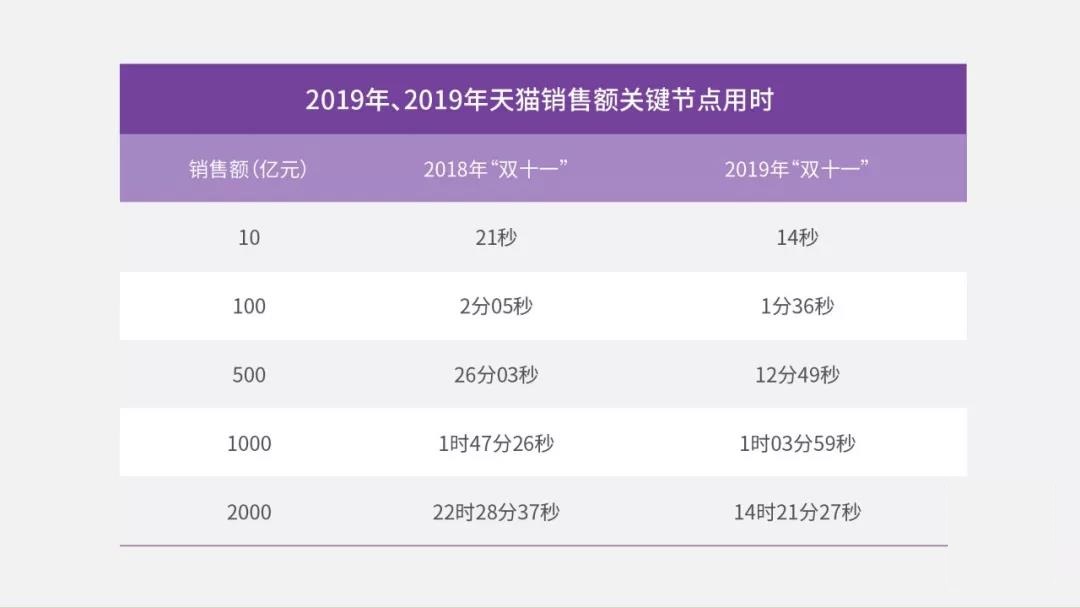 2019年、2019年天猫销售额关键节点用时
销售额(亿元) 2018年“双十一” 2019年“双十一”
10 21秒 14秒
100 2分05秒 1分36秒
500 26分03秒 12分49秒
1000 1时47分26秒 1时03分59秒
2000 22时28分37秒 14时21分27秒